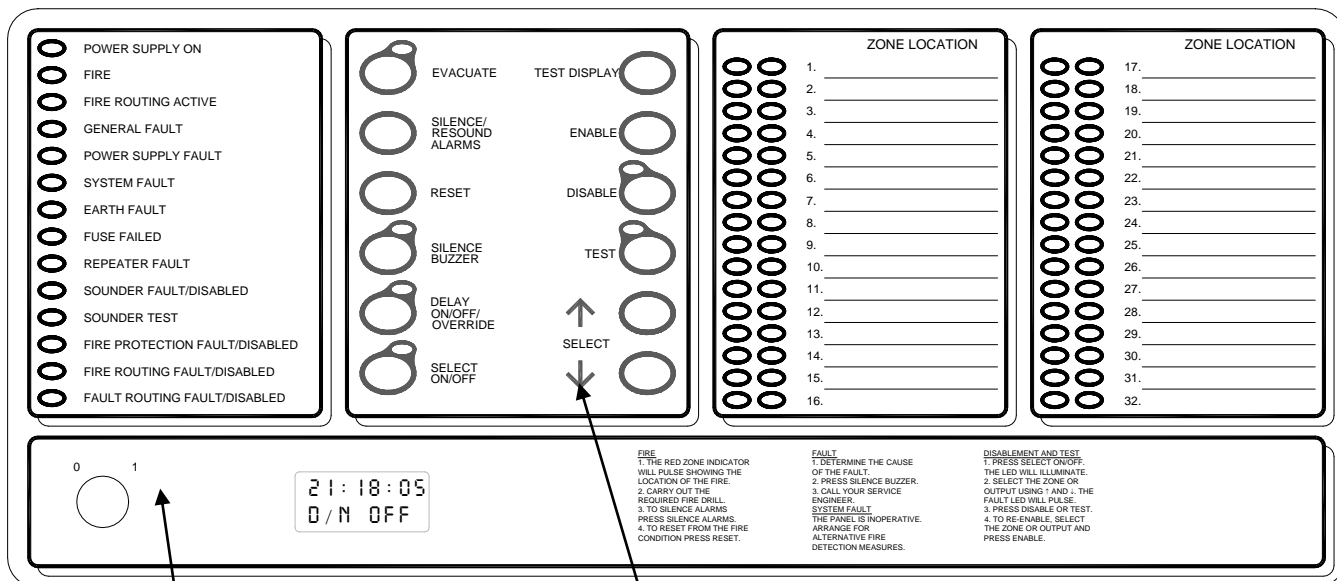 POWER SUPPLY ON
FIRE
FIRE ROUTING ACTIVE
GENERAL FAULT
POWER SUPPLY FAULT
SYSTEM FAULT
EARTH FAULT
FUSE FAILED
REPEATER FAULT
SOUNDER FAULT/DISABLED
SOUNDER TEST
FIRE PROTECTION FAULT/DISABLED
FIRE ROUTING FAULT/DISABLED
FAULT ROUTING FAULT/DISABLED
EVACUATE
SILENCE/
RESOUND
ALARMS
RESET
SILENCE
BUZZER
DELAY
ON/OFF/
OVERRIDE
SELECT
ON/OFF
TEST DISPLAY
ENABLE
DISABLE
TEST
↑
SELECT
↓
ZONE LOCATION
1.
2.
3.
4.
5.
6.
7.
8.
9.
10.
11.
12.
13.
14.
15.
16.
ZONE LOCATION
17.
18.
19.
20.
21.
22.
23.
24.
25.
26.
27.
28.
29.
30.
31.
32.
0 1
21:18:05
D/N OFF
FIRE
1. THE RED ZONE INDICATOR
WILL PULSE SHOWING THE
LOCATION OF THE FIRE.
2. CARRY OUT THE
REQUIRED FIRE DRILL.
3. TO SILENCE ALARMS
PRESS SILENCE ALARMS.
4. TO RESET FROM THE FIRE
CONDITION PRESS RESET.
FAULT
1. DETERMINE THE CAUSE
OF THE FAULT.
2. PRESS SILENCE BUZZER.
3. CALL YOUR SERVICE
ENGINEER.
SYSTEM FAULT
THE PANEL IS INOPERATIVE.
ARRANGE FOR
ALTERNATIVE FIRE
DETECTION MEASURES.
DISABLEMENT AND TEST
1. PRESS SELECT ON/OFF.
THE LED WILL ILLUMINATE.
2. SELECT THE ZONE OR
OUTPUT USING ↑ AND ↓. THE
FAULT LED WILL PULSE.
3. PRESS DISABLE OR TEST.
4. TO RE-ENABLE, SELECT
THE ZONE OR OUTPUT AND
PRESS ENABLE.